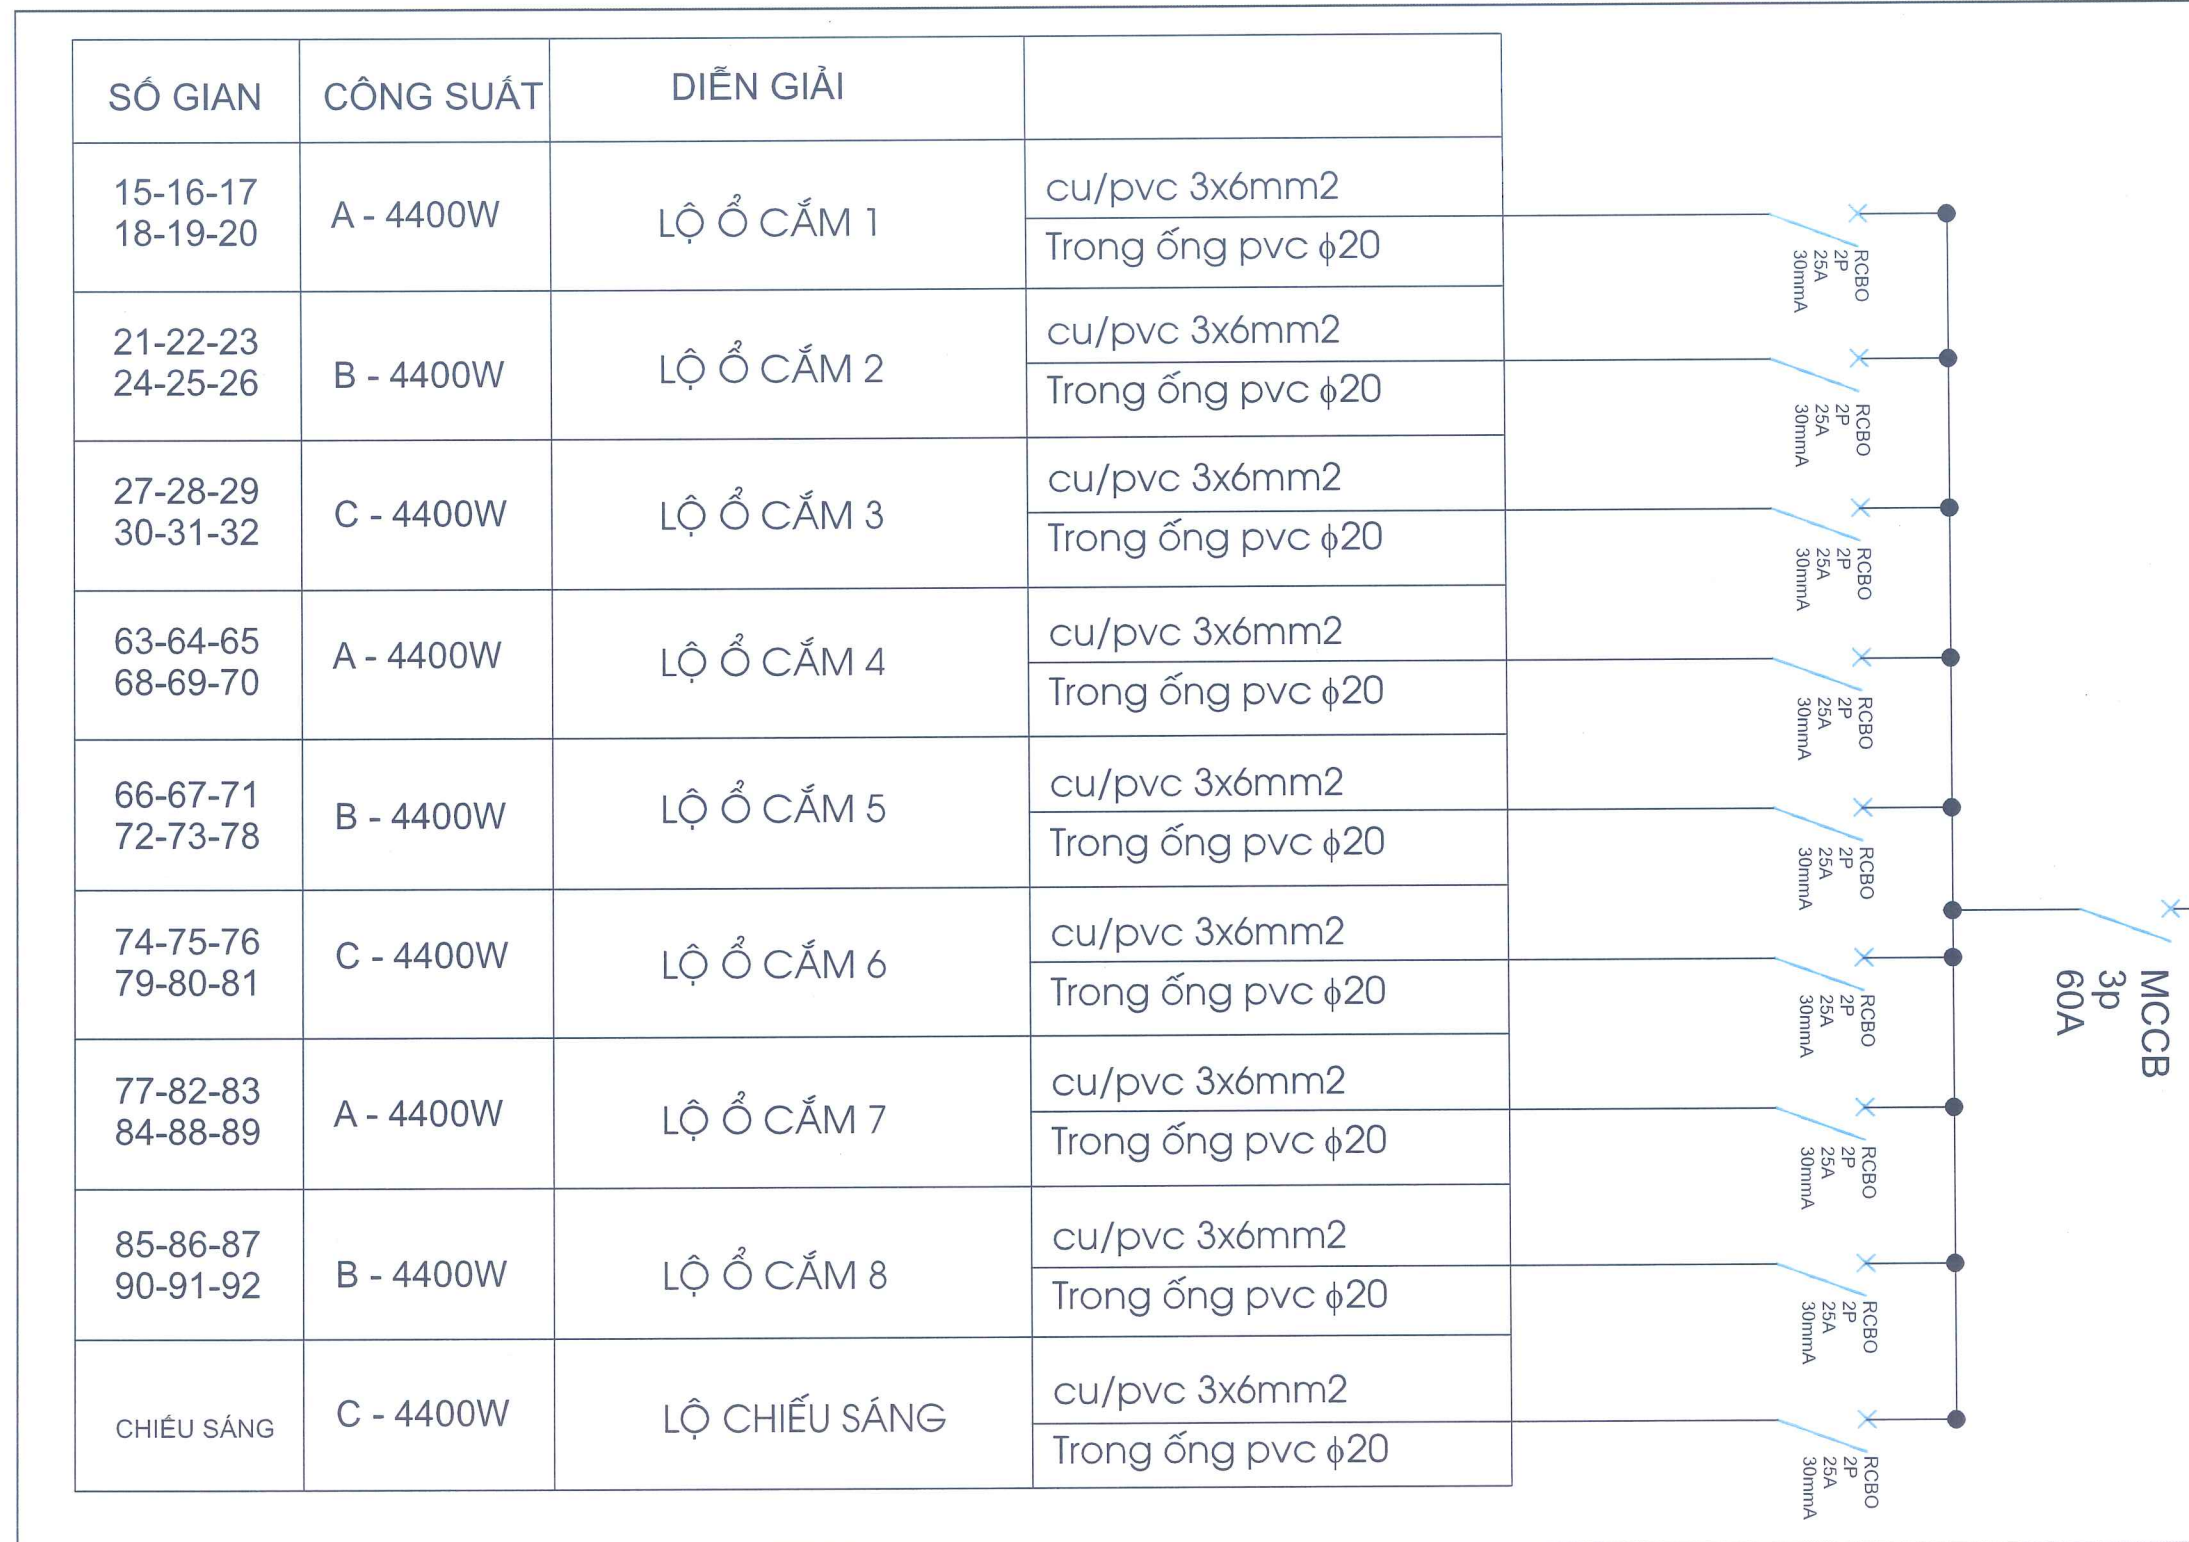 SỐ GIAN
CÔNG SUẤT
DIỄN GIẢI
15-16-17
18-19-20
A - 4400W
LỘ Ổ CẮM 1
cu/pvc 3x6mm2
Trong ống pvc ϕ20
RCBO
2P
25A
30mmA
21-22-23
24-25-26
B - 4400W
LỘ Ổ CẮM 2
cu/pvc 3x6mm2
Trong ống pvc ϕ20
RCBO
2P
25A
30mmA
27-28-29
30-31-32
C - 4400W
LỘ Ổ CẮM 3
cu/pvc 3x6mm2
Trong ống pvc ϕ20
RCBO
2P
25A
30mmA
63-64-65
68-69-70
A - 4400W
LỘ Ổ CẮM 4
cu/pvc 3x6mm2
Trong ống pvc ϕ20
RCBO
2P
25A
30mmA
66-67-71
72-73-78
B - 4400W
LỘ Ổ CẮM 5
cu/pvc 3x6mm2
Trong ống pvc ϕ20
RCBO
2P
25A
30mmA
74-75-76
79-80-81
C - 4400W
LỘ Ổ CẮM 6
cu/pvc 3x6mm2
Trong ống pvc ϕ20
RCBO
2P
25A
30mmA
MCCB
3p
60A
77-82-83
84-88-89
A - 4400W
LỘ Ổ CẮM 7
cu/pvc 3x6mm2
Trong ống pvc ϕ20
RCBO
2P
25A
30mmA
85-86-87
90-91-92
B - 4400W
LỘ Ổ CẮM 8
cu/pvc 3x6mm2
Trong ống pvc ϕ20
RCBO
2P
25A
30mmA
CHIẾU SÁNG
C - 4400W
LỘ CHIẾU SÁNG
cu/pvc 3x6mm2
Trong ống pvc ϕ20
RCBO
2P
25A
30mmA